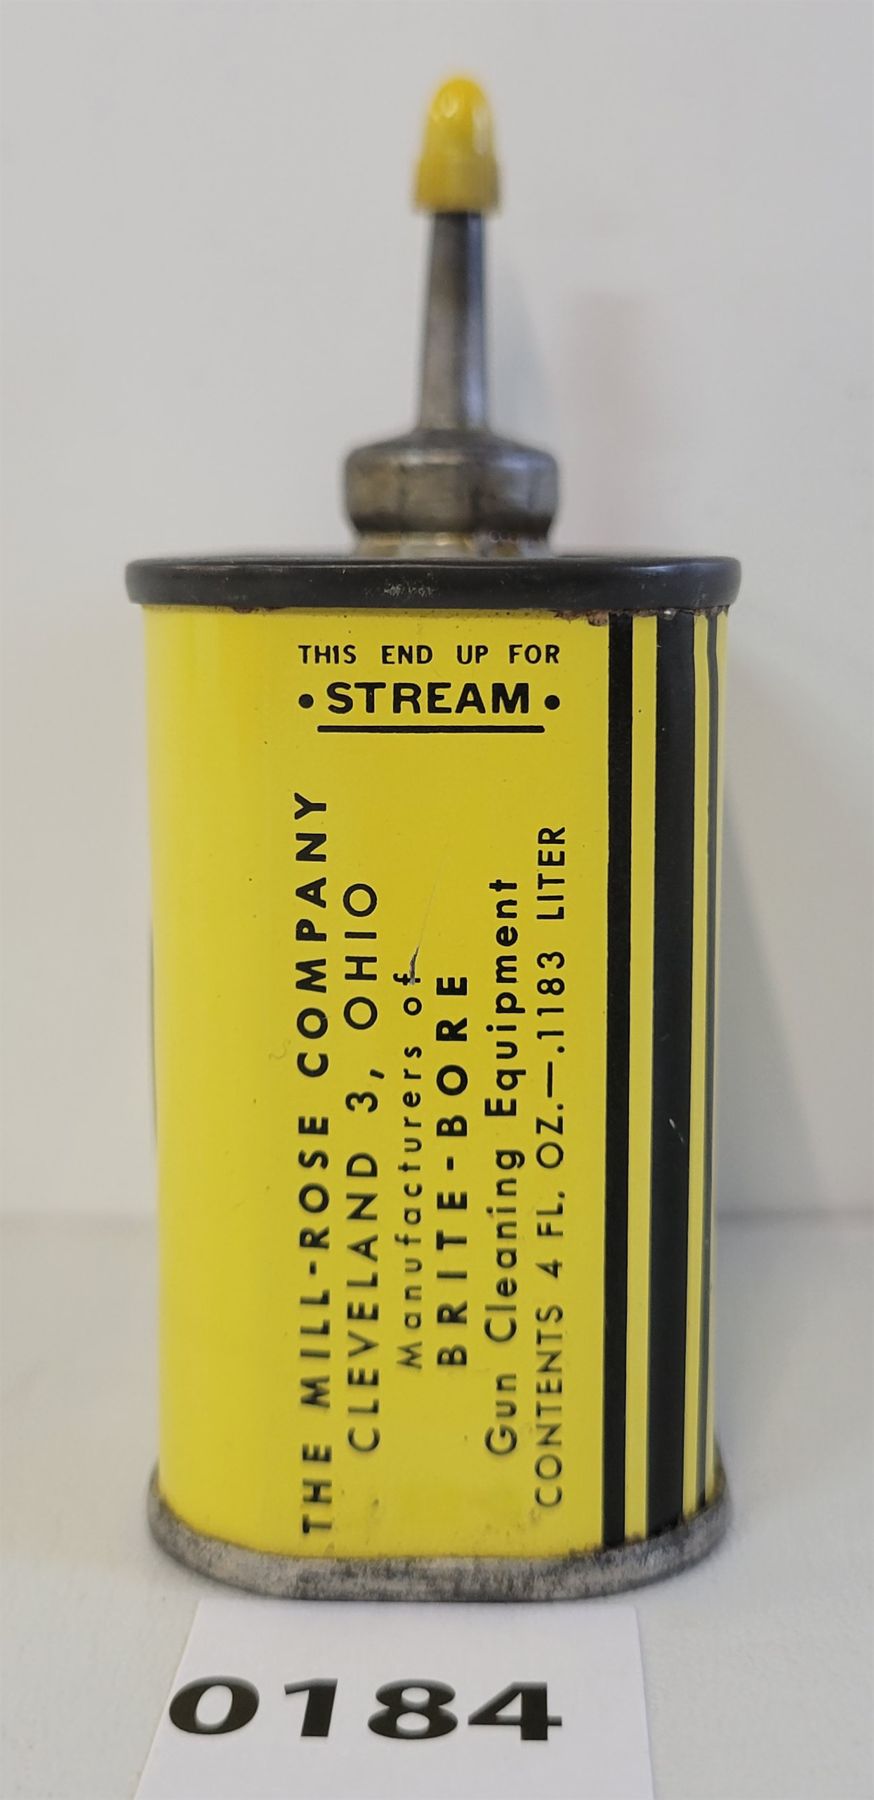 THIS END UP FOR
• STREAM •
THE MILL-ROSE COMPANY
CLEVELAND 3, OHIO
Manufacturers of
BRITE-BORE
Gun Cleaning Equipment
CONTENTS 4 FL. OZ.—.1183 LITER
0184